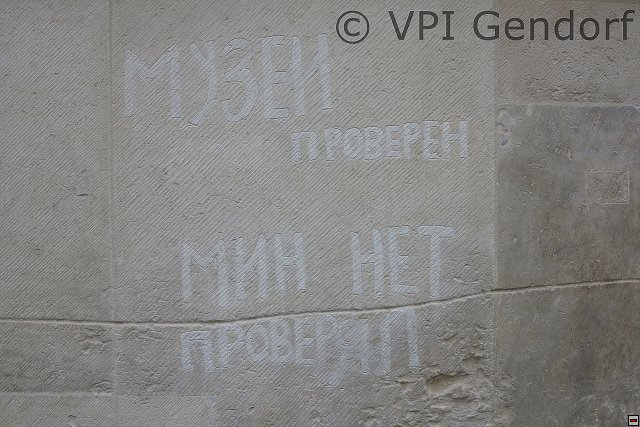 © VPI Gendorf
МУЗЕИ
ПРОВЕРЕН
МИН НЕТ
ПРОВЕРЯЛ